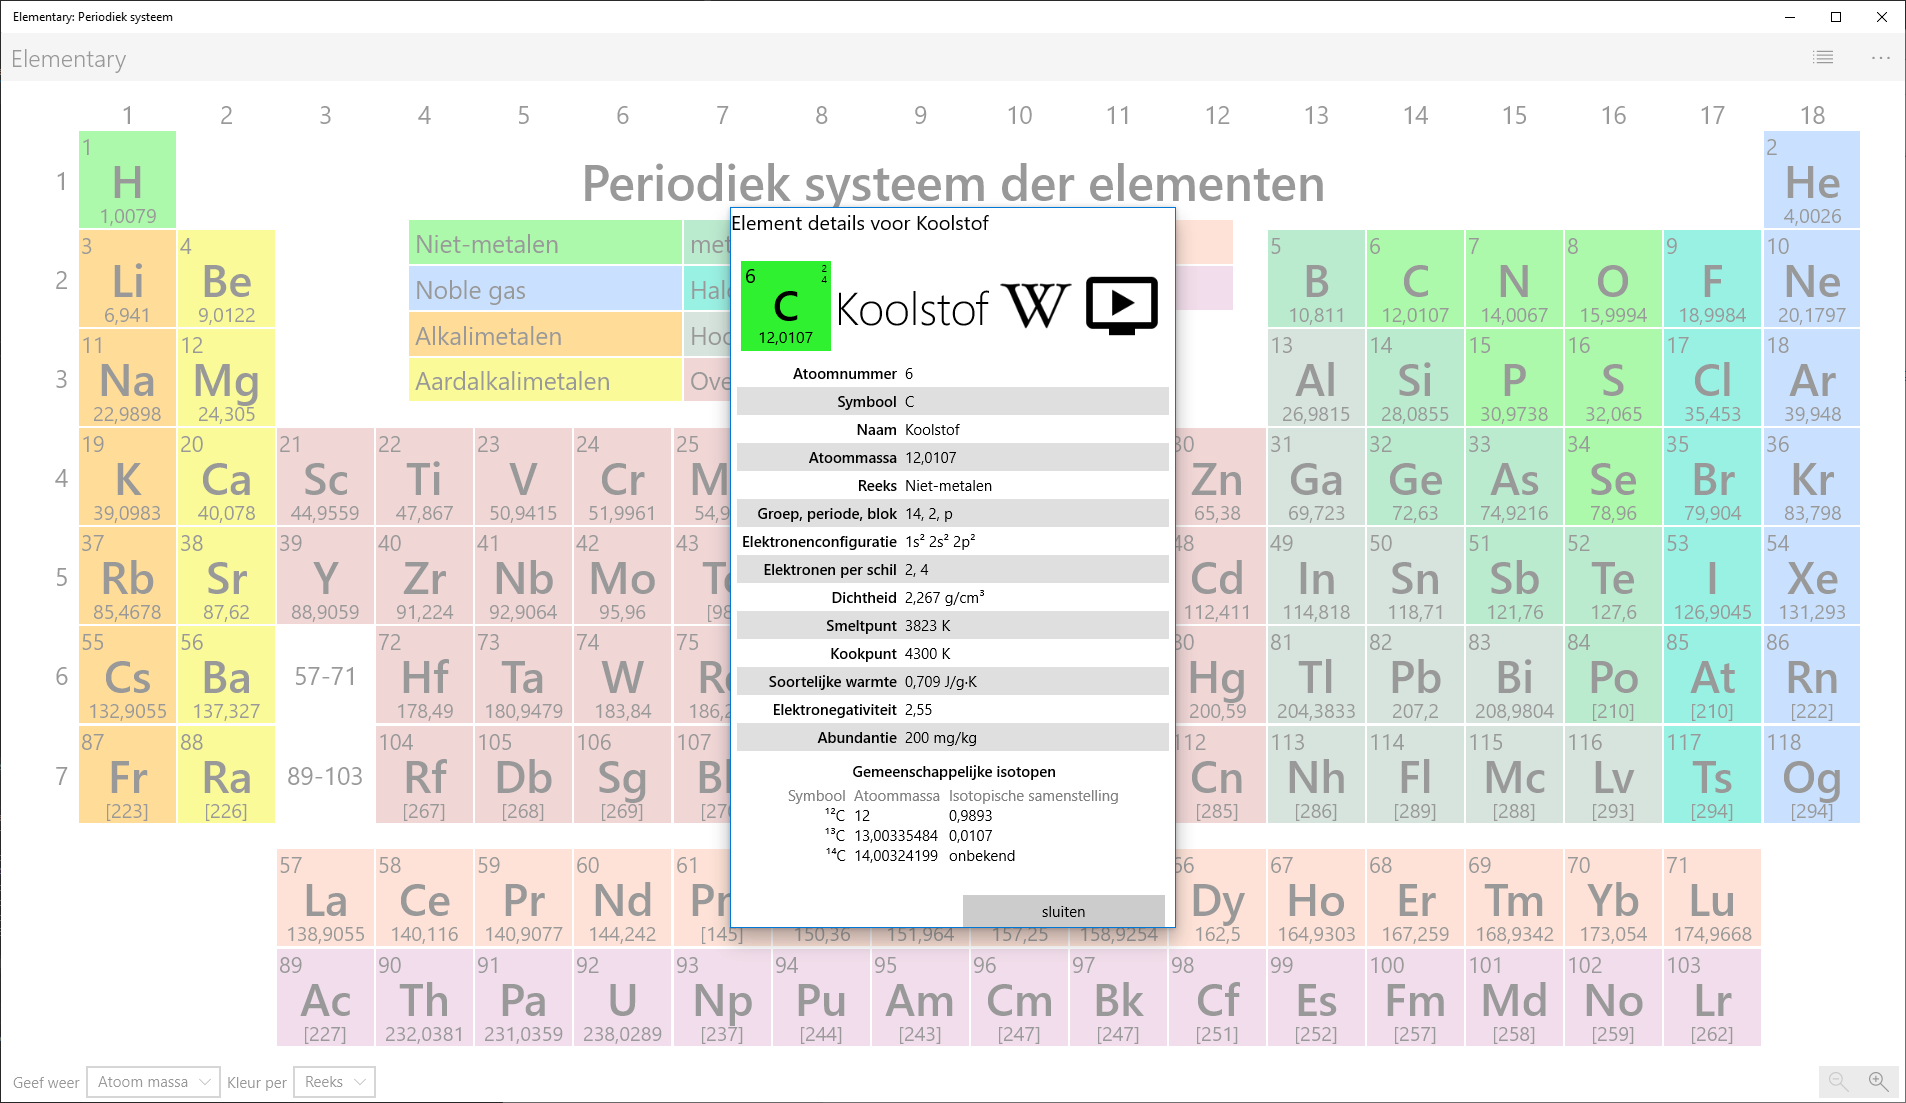 Elementary: Periodiek systeem
Elementary
1 2 3 4 5 6 7 8 9 10 11 12 13 14 15 16 17 18
Periodiek systeem der elementen
1
1 H 1,0079
2 He 4,0026
Niet-metalen
Noble gas
Alkalimetalen
Aardalkalimetalen
2
3 Li 6,941
4 Be 9,0122
5 B 10,811
6 C 12,0107
7 N 14,0067
8 O 15,9994
9 F 18,9984
10 Ne 20,1797
3
11 Na 22,9898
12 Mg 24,305
13 Al 26,9815
14 Si 28,0855
15 P 30,9738
16 S 32,065
17 Cl 35,453
18 Ar 39,948
4
19 K 39,0983
20 Ca 40,078
21 Sc 44,9559
22 Ti 47,867
23 V 50,9415
24 Cr 51,9961
25
Zn 65,38
31 Ga 69,723
32 Ge 72,63
33 As 74,9216
34 Se 78,96
35 Br 79,904
36 Kr 83,798
5
37 Rb 85,4678
38 Sr 87,62
39 Y 88,9059
40 Zr 91,224
41 Nb 92,9064
42 Mo 95,96
43
Cd 112,411
49 In 114,818
50 Sn 118,71
51 Sb 121,76
52 Te 127,6
53 I 126,9045
54 Xe 131,293
6
55 Cs 132,9055
56 Ba 137,327
57-71
72 Hf 178,49
73 Ta 180,9479
74 W 183,84
75
Hg 200,59
81 Tl 204,3833
82 Pb 207,2
83 Bi 208,9804
84 Po [210]
85 At [210]
86 Rn [222]
7
87 Fr [223]
88 Ra [226]
89-103
104 Rf [267]
105 Db [268]
106 Sg [269]
107
112 Cn [285]
113 Nh [286]
114 Fl [289]
115 Mc [288]
116 Lv [293]
117 Ts [294]
118 Og [294]
57 La 138,9055
58 Ce 140,116
59 Pr 140,9077
60 Nd 144,242
61 [145]
150,36
151,964
157,25
158,9254
Dy 162,5
67 Ho 164,9303
68 Er 167,259
69 Tm 168,9342
70 Yb 173,054
71 Lu 174,9668
89 Ac [227]
90 Th 232,0381
91 Pa 231,0359
92 U 238,0289
93 Np [237]
94 Pu [244]
95 Am [243]
96 Cm [247]
97 Bk [247]
98 Cf [251]
99 Es [252]
100 Fm [257]
101 Md [258]
102 No [259]
103 Lr [262]
Element details voor Koolstof
6 2 4 C 12,0107
Koolstof W
Atoomnummer 6
Symbool C
Naam Koolstof
Atoommassa 12,0107
Reeks Niet-metalen
Groep, periode, blok 14, 2, p
Elektronenconfiguratie 1s² 2s² 2p²
Elektronen per schil 2, 4
Dichtheid 2,267 g/cm³
Smeltpunt 3823 K
Kookpunt 4300 K
Soortelijke warmte 0,709 J/g·K
Elektronegativiteit 2,55
Abundantie 200 mg/kg
Gemeenschappelijke isotopen
Symbool Atoommassa Isotopische samenstelling
¹²C 12 0,9893
¹³C 13,00335484 0,0107
¹⁴C 14,00324199 onbekend
sluiten
Geef weer Atoom massa Kleur per Reeks